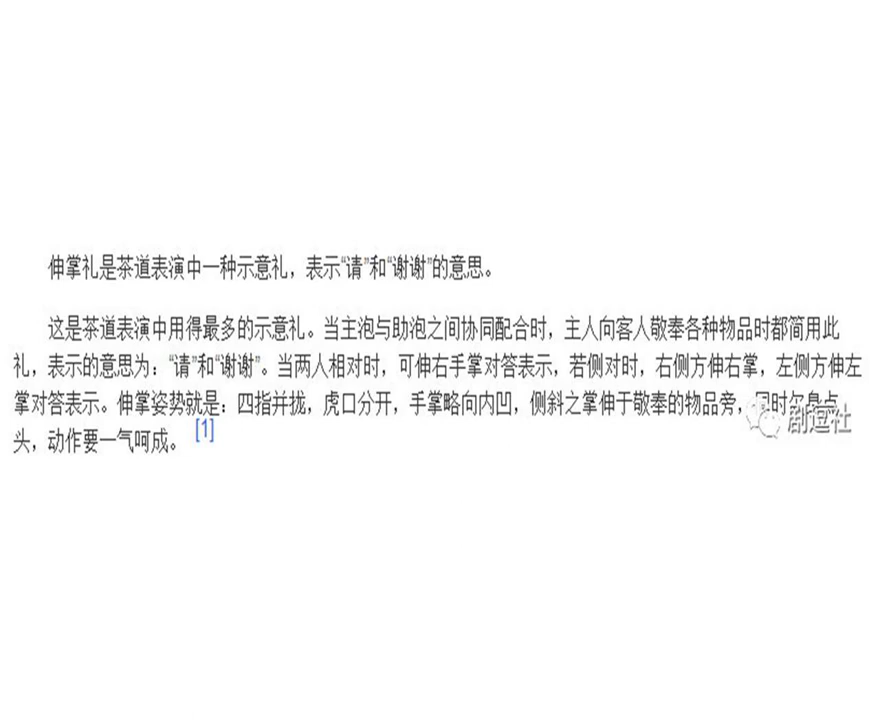 伸掌礼是茶道表演中一种示意礼，表示“请”和“谢谢”的意思。
这是茶道表演中用得最多的示意礼。当主泡与助泡之间协同配合时，主人向客人敬奉各种物品时都简用此
礼，表示的意思为：“请”和“谢谢”。当两人相对时，可伸右手掌对答表示，若侧对时，右侧方伸右掌，左侧方伸左
掌对答表示。伸掌姿势就是：四指并拢，虎口分开，手掌略向内凹，侧斜之掌伸于敬奉的物品旁，同时欠身点
头，动作要一气呵成。 [1]
剧逗社